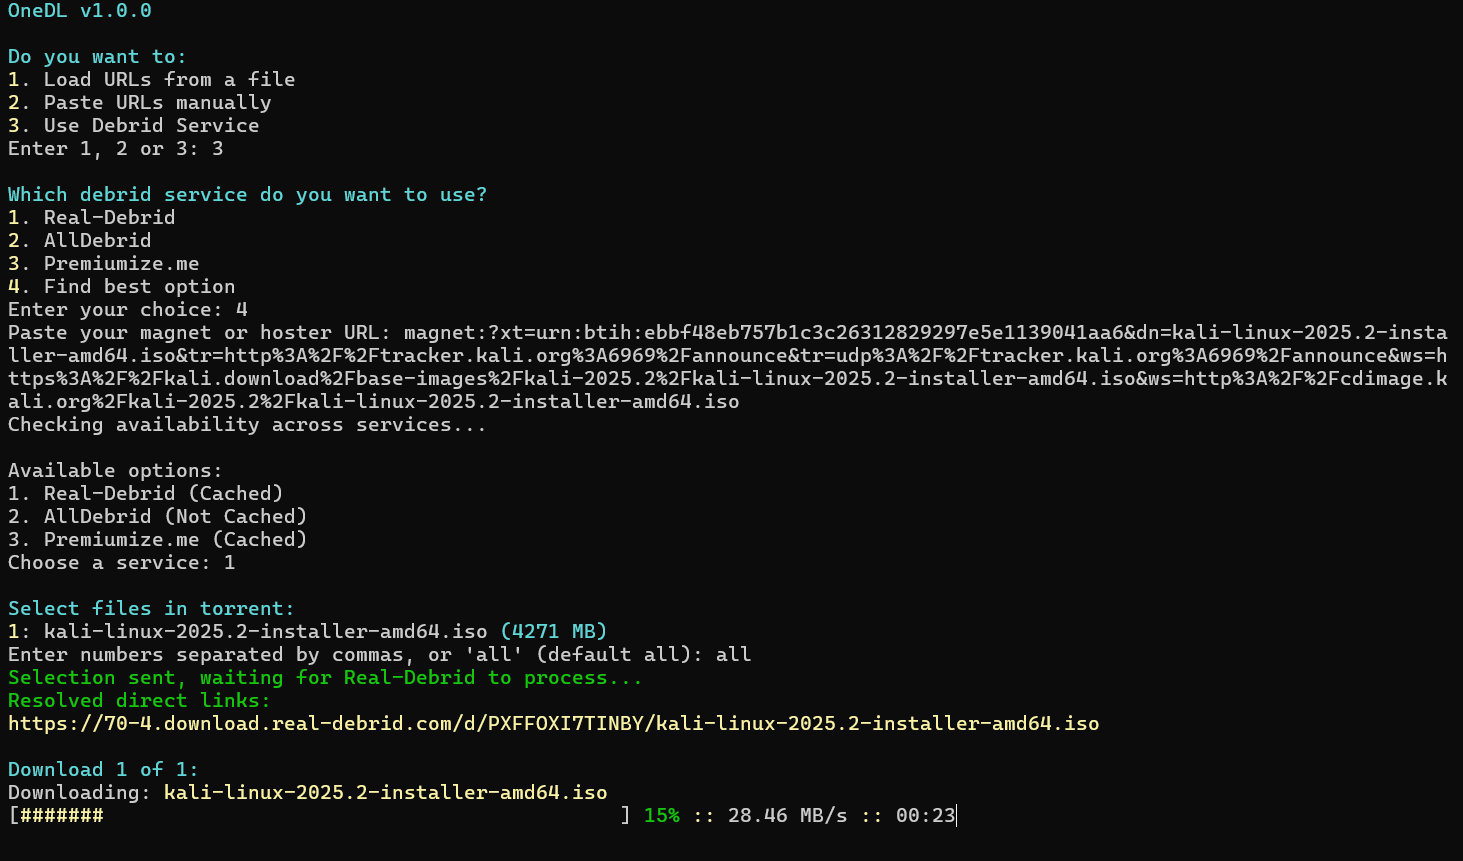 OneDL v1.0.0
Do you want to:
1. Load URLs from a file
2. Paste URLs manually
3. Use Debrid Service
Enter 1, 2 or 3: 3
Which debrid service do you want to use?
1. Real-Debrid
2. AllDebrid
3. Premiumize.me
4. Find best option
Enter your choice: 4
Paste your magnet or hoster URL: magnet:?xt=urn:btih:ebbf48eb757b1c3c26312829297e5e1139041aa6&dn=kali-linux-2025.2-insta
ller-amd64.iso&tr=http%3A%2F%2Ftracker.kali.org%3A6969%2Fannounce&tr=udp%3A%2F%2Ftracker.kali.org%3A6969%2Fannounce&ws=h
ttps%3A%2F%2Fkali.download%2Fbase-images%2Fkali-2025.2%2Fkali-linux-2025.2-installer-amd64.iso&ws=http%3A%2F%2Fcdimage.k
ali.org%2Fkali-2025.2%2Fkali-linux-2025.2-installer-amd64.iso
Checking availability across services...
Available options:
1. Real-Debrid (Cached)
2. AllDebrid (Not Cached)
3. Premiumize.me (Cached)
Choose a service: 1
Select files in torrent:
1: kali-linux-2025.2-installer-amd64.iso (4271 MB)
Enter numbers separated by commas, or 'all' (default all): all
Selection sent, waiting for Real-Debrid to process...
Resolved direct links:
https://70-4.download.real-debrid.com/d/PXFFOXI7TINBY/kali-linux-2025.2-installer-amd64.iso
Download 1 of 1:
Downloading: kali-linux-2025.2-installer-amd64.iso
[#######                                           ] 15% :: 28.46 MB/s :: 00:23